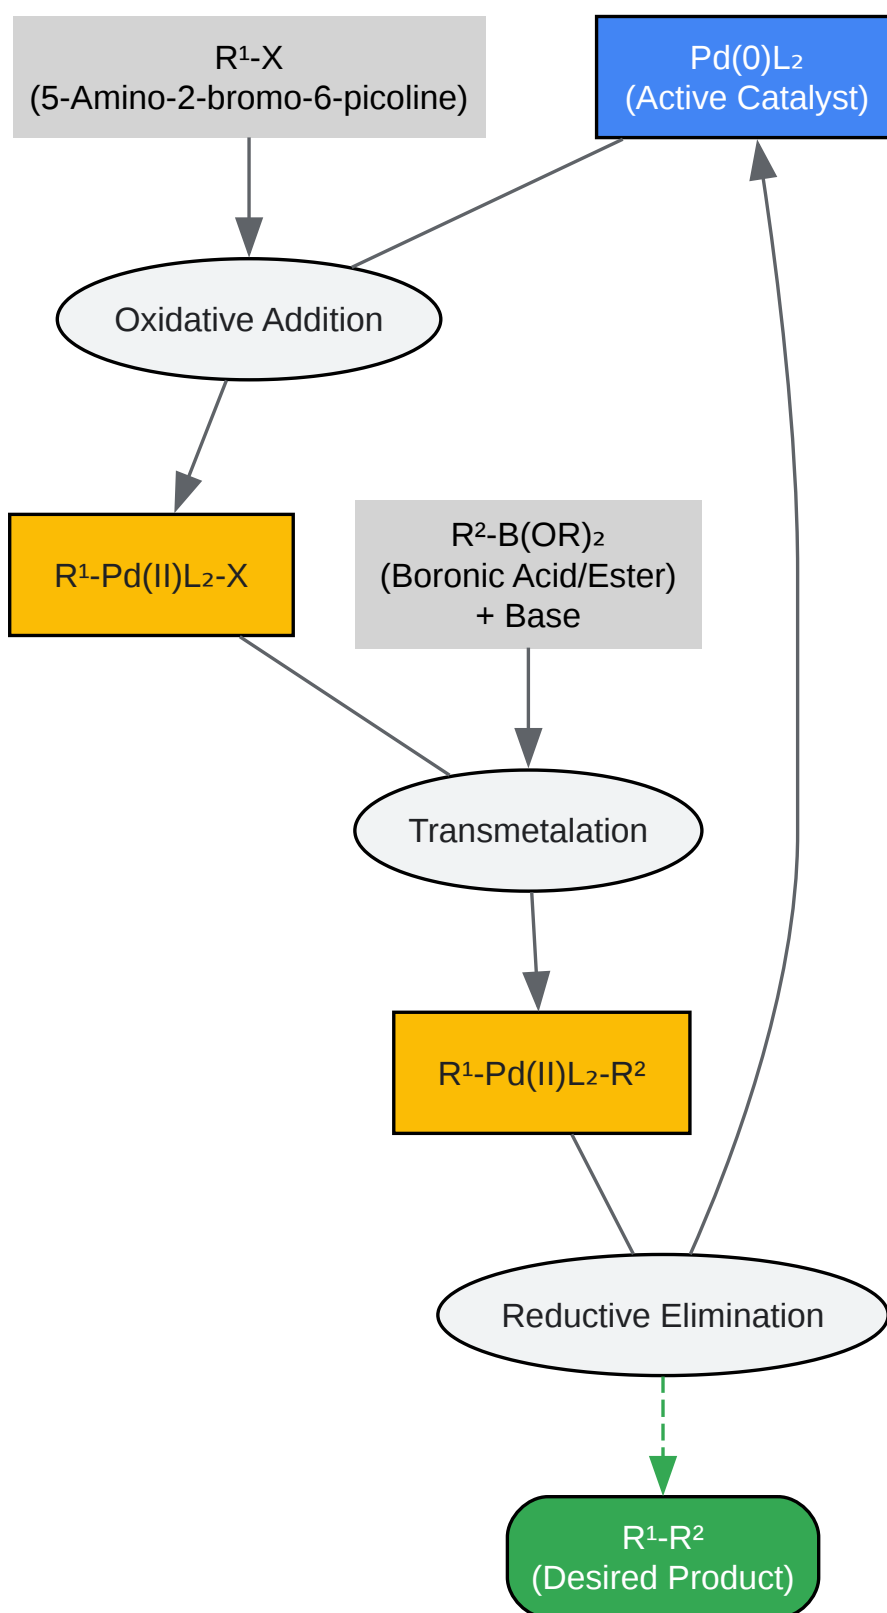 R¹-X
(5-Amino-2-bromo-6-picoline)
Pd(0)L₂
(Active Catalyst)
Oxidative Addition
R¹-Pd(II)L₂-X
R²-B(OR)₂
(Boronic Acid/Ester)
+ Base
Transmetalation
R¹-Pd(II)L₂-R²
Reductive Elimination
R¹-R²
(Desired Product)